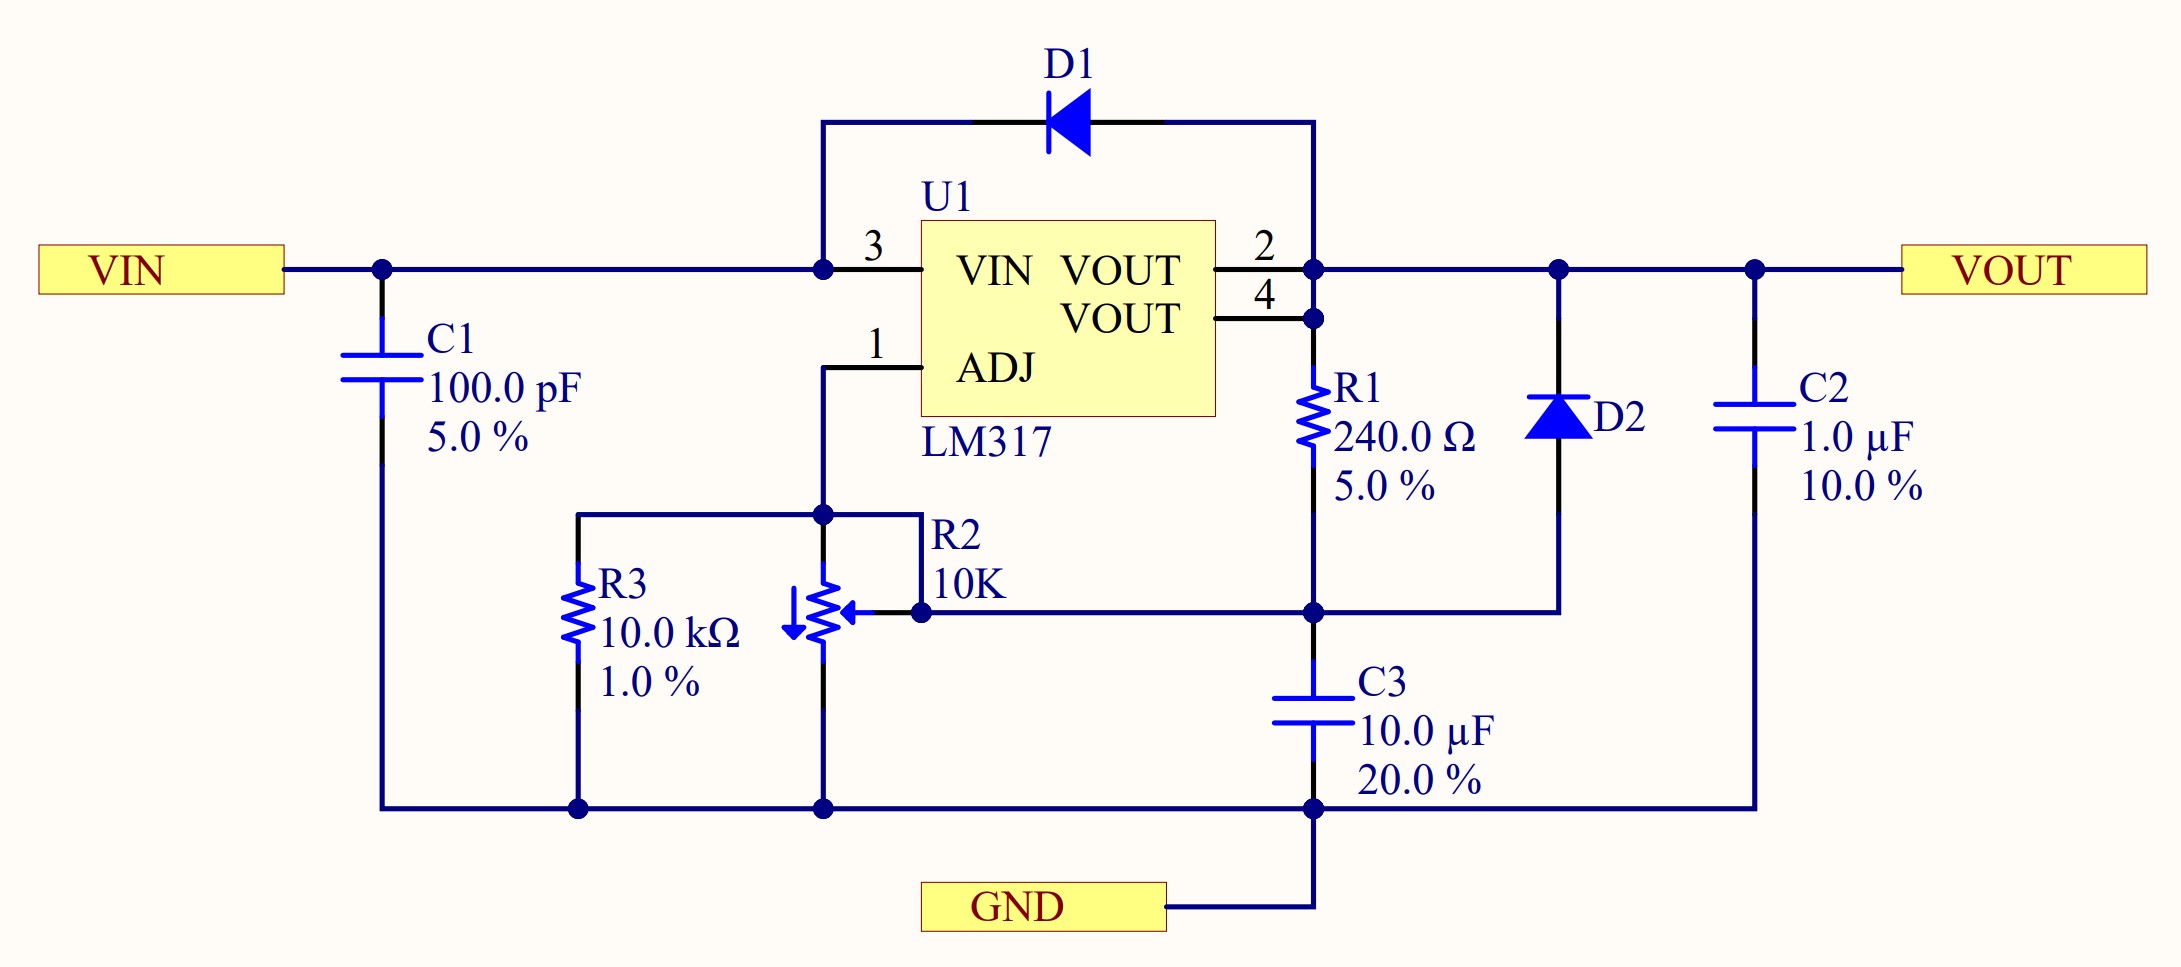 D1
U1
VIN
3
VIN
VOUT
2
VOUT
VOUT
4
1
ADJ
LM317
C1
100.0 pF
5.0 %
R1
240.0 Ω
5.0 %
D2
C2
1.0 µF
10.0 %
R2
10K
R3
10.0 kΩ
1.0 %
C3
10.0 µF
20.0 %
GND